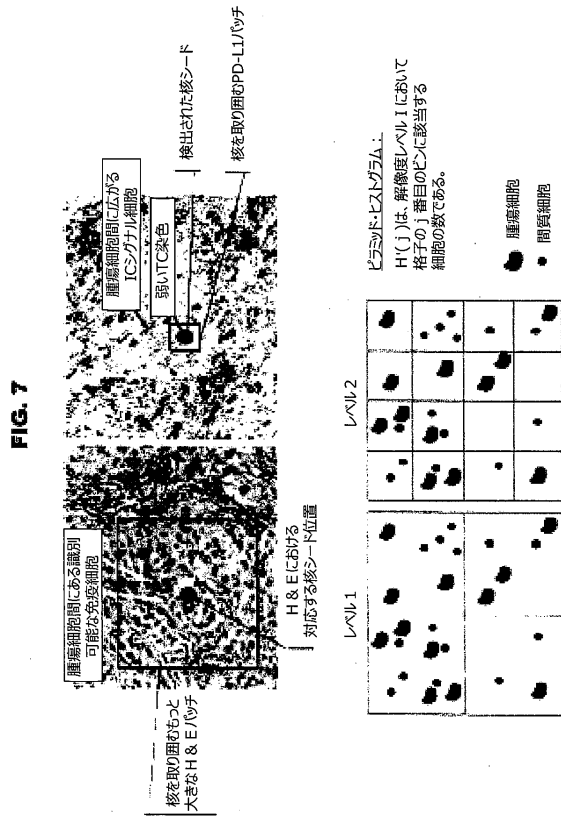 FIG. 7
腫瘍細胞間にある識別
可能な免疫細胞
腫瘍細胞間に広がる
ICシグナル細胞
弱いTC染色
検出された核シード
核を取り囲むPD-L1パッチ
核を取り囲むもっと
大きなH & Eパッチ
H & Eにおける
対応する核シード位置
レベル1
レベル2
ピラミッド・ヒストグラム：
H'(j)は、解像度レベルIにおいて
格子のj番目のビンに該当する
細胞の数である。
腫瘍細胞
間質細胞